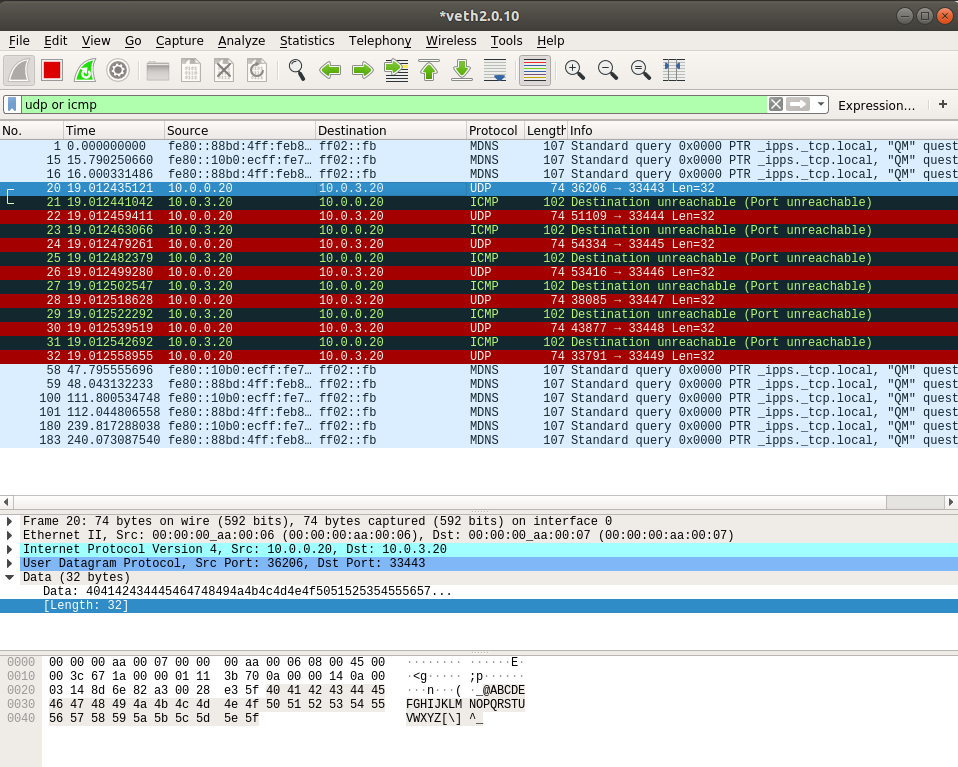 *veth2.0.10
File Edit View Go Capture Analyze Statistics Telephony Wireless Tools Help
udp or icmp Expression… +
No. Time Source Destination Protocol Length Info
1 0.000000000 fe80::88bd:4ff:feb8… ff02::fb MDNS 107 Standard query 0x0000 PTR _ipps._tcp.local, "QM" quest
15 15.790250660 fe80::10b0:ecff:fe7… ff02::fb MDNS 107 Standard query 0x0000 PTR _ipps._tcp.local, "QM" quest
16 16.000331486 fe80::88bd:4ff:feb8… ff02::fb MDNS 107 Standard query 0x0000 PTR _ipps._tcp.local, "QM" quest
20 19.012435121 10.0.0.20 10.0.3.20 UDP 74 36206 → 33443 Len=32
21 19.012441042 10.0.3.20 10.0.0.20 ICMP 102 Destination unreachable (Port unreachable)
22 19.012459411 10.0.0.20 10.0.3.20 UDP 74 51109 → 33444 Len=32
23 19.012463066 10.0.3.20 10.0.0.20 ICMP 102 Destination unreachable (Port unreachable)
24 19.012479261 10.0.0.20 10.0.3.20 UDP 74 54334 → 33445 Len=32
25 19.012482379 10.0.3.20 10.0.0.20 ICMP 102 Destination unreachable (Port unreachable)
26 19.012499280 10.0.0.20 10.0.3.20 UDP 74 53416 → 33446 Len=32
27 19.012502547 10.0.3.20 10.0.0.20 ICMP 102 Destination unreachable (Port unreachable)
28 19.012518628 10.0.0.20 10.0.3.20 UDP 74 38085 → 33447 Len=32
29 19.012522292 10.0.3.20 10.0.0.20 ICMP 102 Destination unreachable (Port unreachable)
30 19.012539519 10.0.0.20 10.0.3.20 UDP 74 43877 → 33448 Len=32
31 19.012542692 10.0.3.20 10.0.0.20 ICMP 102 Destination unreachable (Port unreachable)
32 19.012558955 10.0.0.20 10.0.3.20 UDP 74 33791 → 33449 Len=32
58 47.795555696 fe80::10b0:ecff:fe7… ff02::fb MDNS 107 Standard query 0x0000 PTR _ipps._tcp.local, "QM" quest
59 48.043132233 fe80::88bd:4ff:feb8… ff02::fb MDNS 107 Standard query 0x0000 PTR _ipps._tcp.local, "QM" quest
100 111.800534748 fe80::10b0:ecff:fe7… ff02::fb MDNS 107 Standard query 0x0000 PTR _ipps._tcp.local, "QM" quest
101 112.044806558 fe80::88bd:4ff:feb8… ff02::fb MDNS 107 Standard query 0x0000 PTR _ipps._tcp.local, "QM" quest
180 239.817288038 fe80::10b0:ecff:fe7… ff02::fb MDNS 107 Standard query 0x0000 PTR _ipps._tcp.local, "QM" quest
183 240.073087540 fe80::88bd:4ff:feb8… ff02::fb MDNS 107 Standard query 0x0000 PTR _ipps._tcp.local, "QM" quest
Frame 20: 74 bytes on wire (592 bits), 74 bytes captured (592 bits) on interface 0
Ethernet II, Src: 00:00:00_aa:00:06 (00:00:00:aa:00:06), Dst: 00:00:00_aa:00:07 (00:00:00:aa:00:07)
Internet Protocol Version 4, Src: 10.0.0.20, Dst: 10.0.3.20
User Datagram Protocol, Src Port: 36206, Dst Port: 33443
Data (32 bytes)
Data: 404142434445464748494a4b4c4d4e4f5051525354555657...
[Length: 32]
0000 00 00 00 aa 00 07 00 00 00 aa 00 06 08 00 45 00 ········ ······E·
0010 00 3c 67 1a 00 00 01 11 3b 70 0a 00 00 14 0a 00 ·<g····· ;p······
0020 03 14 8d 6e 82 a3 00 28 e3 5f 40 41 42 43 44 45 ···n···( ·_@ABCDE
0030 46 47 48 49 4a 4b 4c 4d 4e 4f 50 51 52 53 54 55 FGHIJKLM NOPQRSTU
0040 56 57 58 59 5a 5b 5c 5d 5e 5f VWXYZ[\] ^_